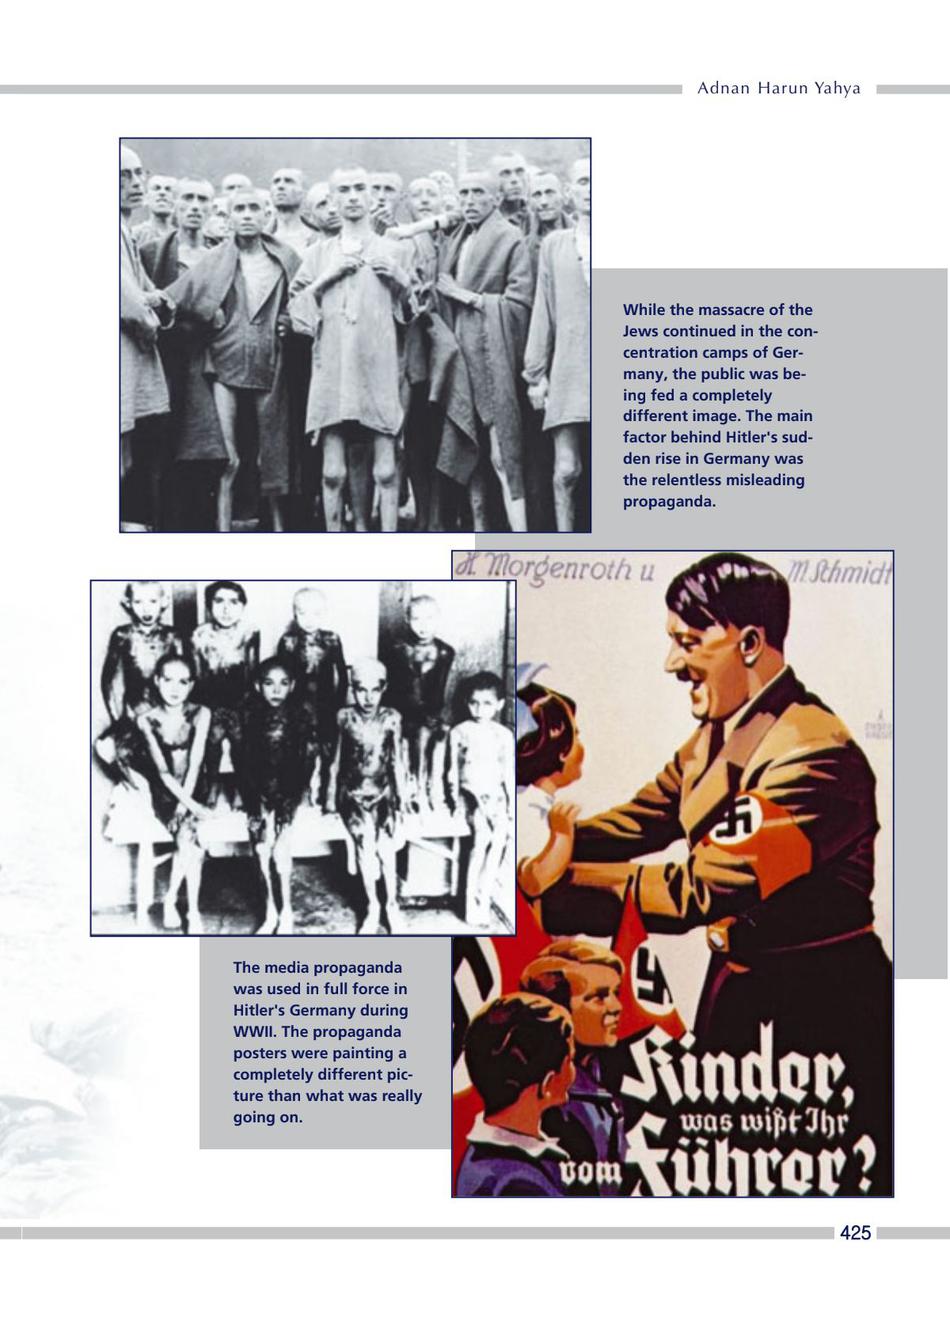 Adnan Harun Yahya
While the massacre of the
Jews continued in the con-
centration camps of Ger-
many, the public was be-
ing fed a completely
different image. The main
factor behind Hitler's sud-
den rise in Germany was
the relentless misleading
propaganda.
H. Morgenroth u M. Schmidt
Kinder,
was wißt Ihr
vom Führer?
The media propaganda
was used in full force in
Hitler's Germany during
WWII. The propaganda
posters were painting a
completely different pic-
ture than what was really
going on.
425